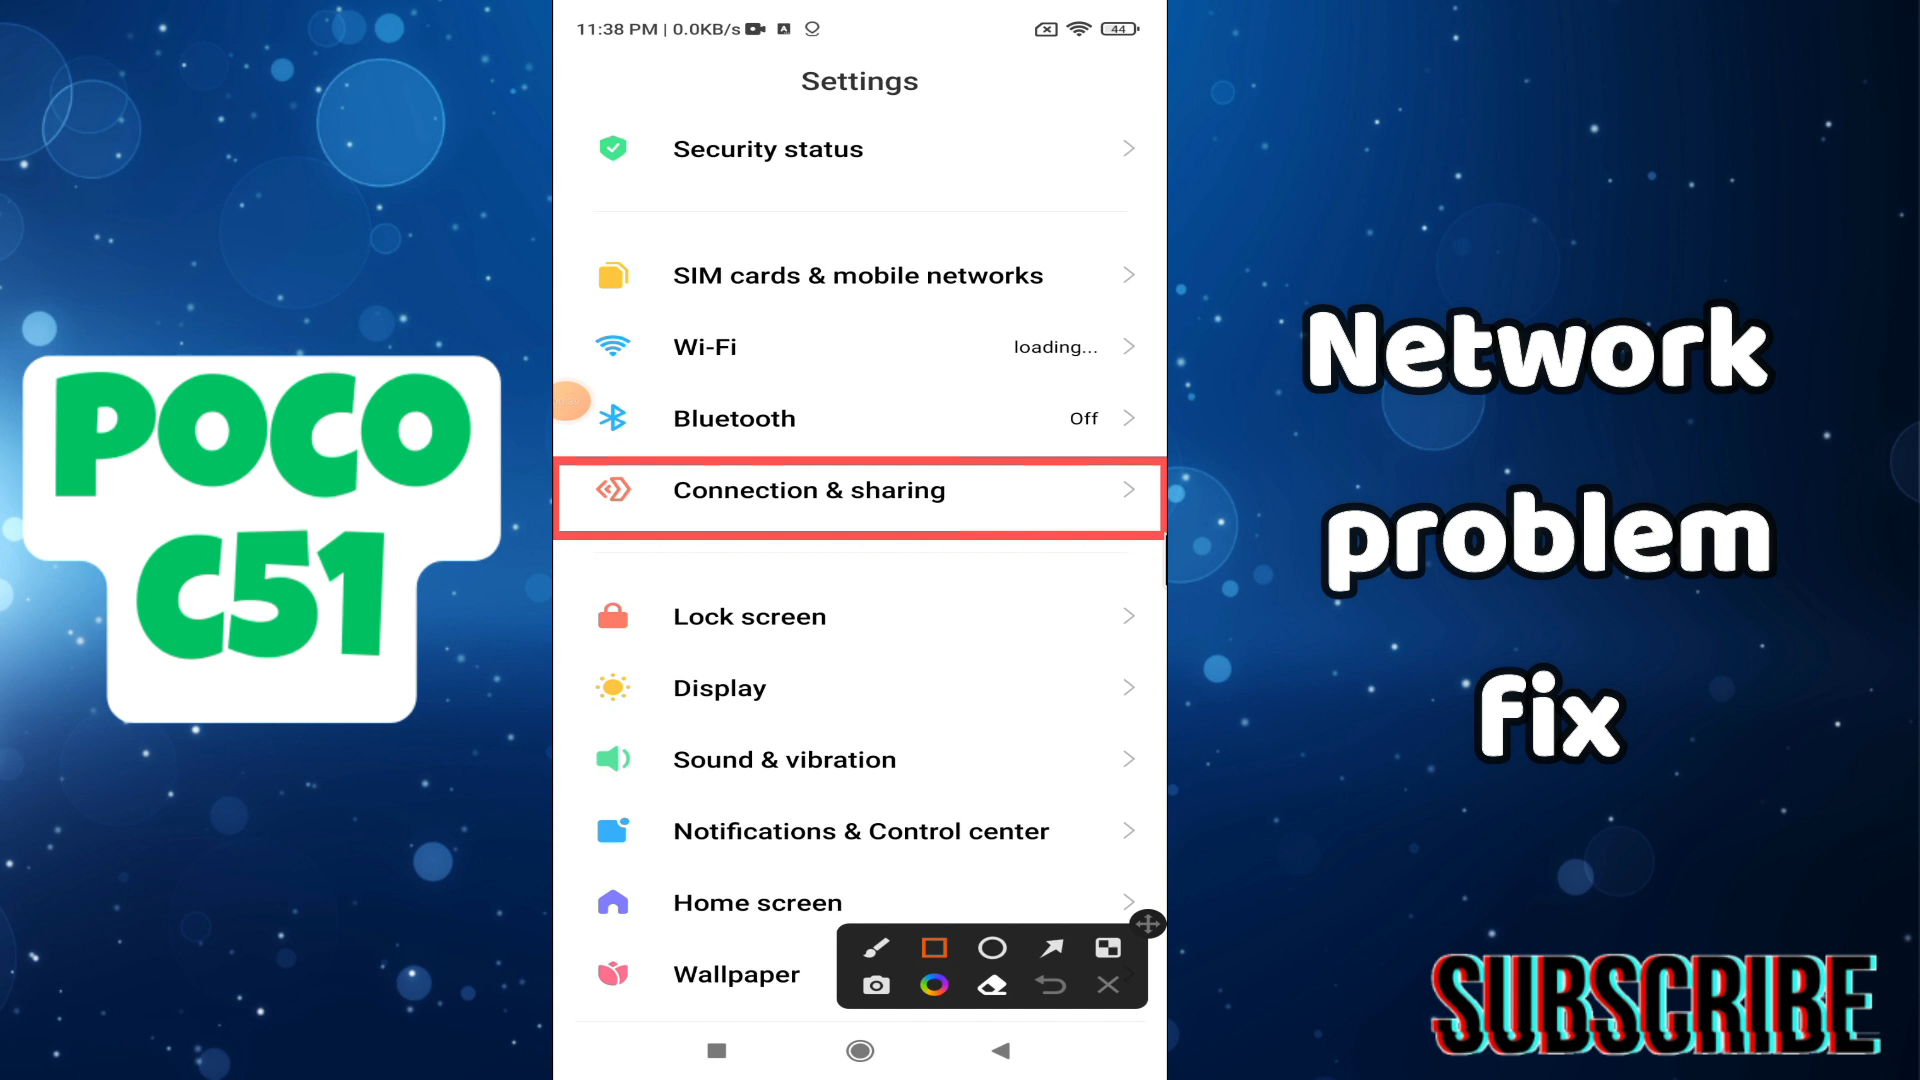 POCO
C51
11:38 PM | 0.0KB/s
44
Settings
Security status
SIM cards & mobile networks
Wi-Fi loading...
Bluetooth Off
Connection & sharing
Lock screen
Display
Sound & vibration
Notifications & Control center
Home screen
Wallpaper
Network
problem
fix
SUBSCRIBE